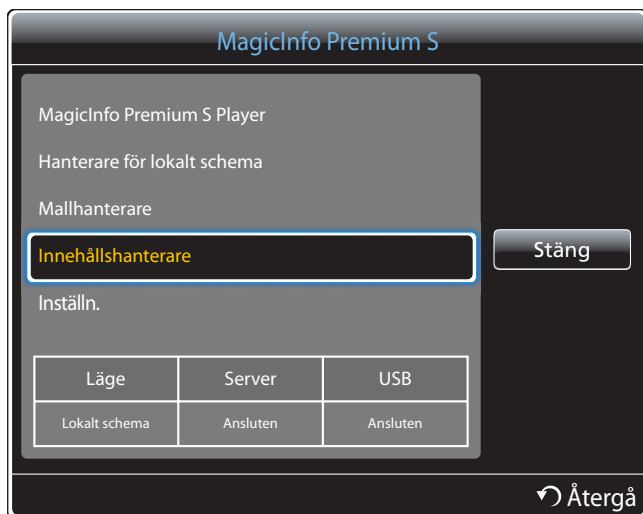 MagicInfo Premium S
MagicInfo Premium S Player
Hanterare för lokalt schema
Mallhanterare
Innehållshanterare
Stäng
Inställn.
Läge Server USB
Lokalt schema Ansluten Ansluten
Återgå